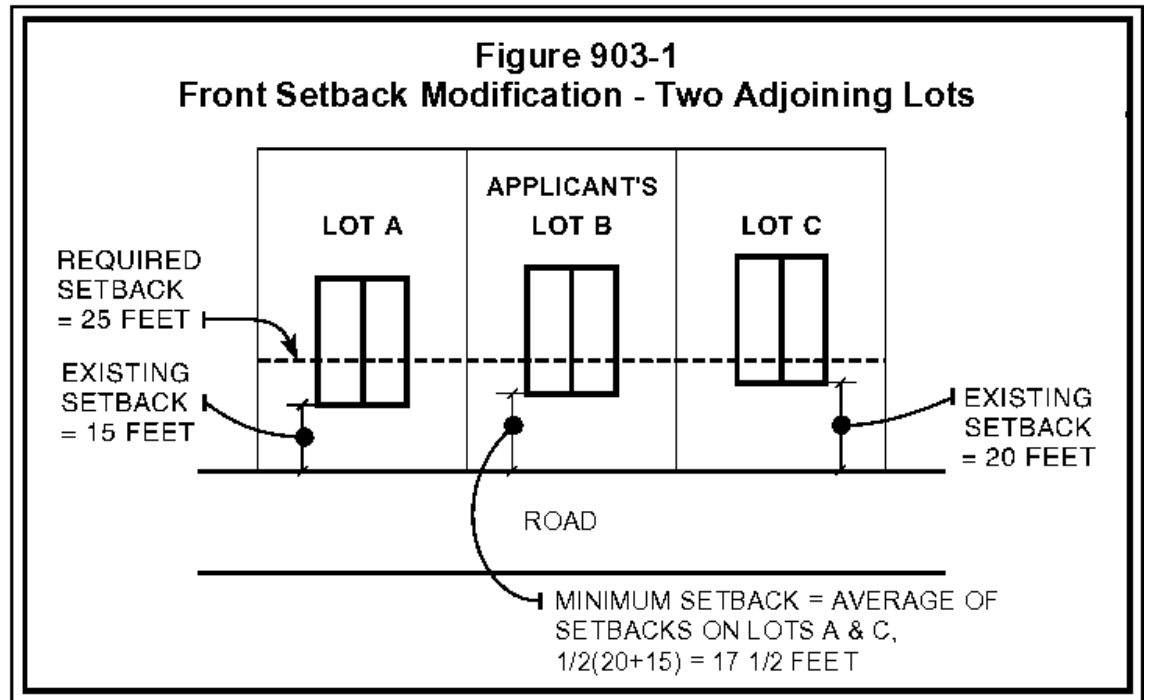 Figure 903-1
Front Setback Modification - Two Adjoining Lots
APPLICANT'S
LOT A
LOT B
LOT C
REQUIRED
SETBACK
= 25 FEET
EXISTING
SETBACK
= 15 FEET
EXISTING
SETBACK
= 20 FEET
ROAD
MINIMUM SETBACK = AVERAGE OF
SETBACKS ON LOTS A & C,
1/2(20+15) = 17 1/2 FEET